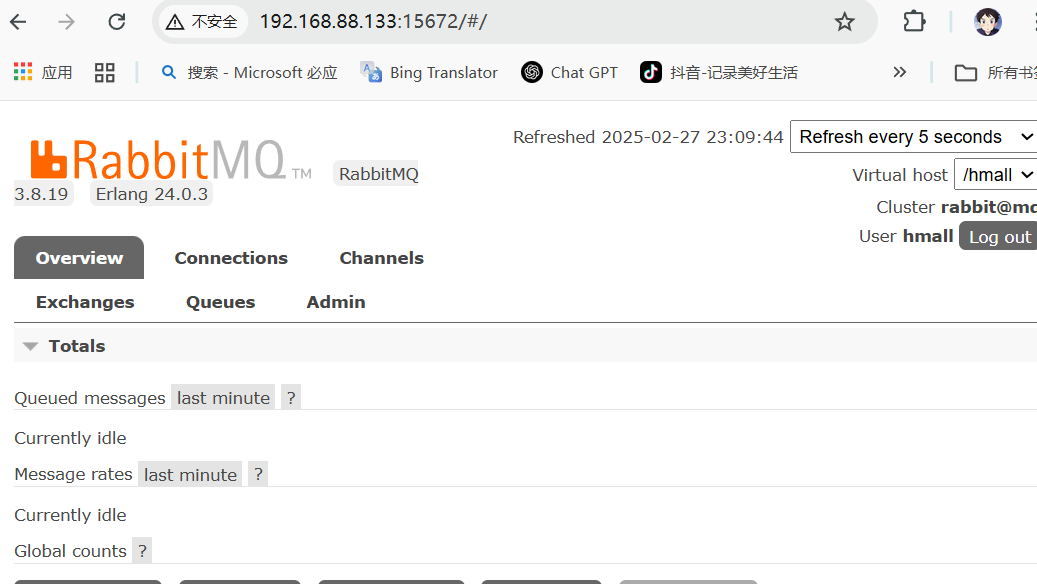 不安全 192.168.88.133:15672/#/
应用 搜索 - Microsoft 必应 Bing Translator Chat GPT 抖音-记录美好生活 » 所有书签
RabbitMQ TM RabbitMQ
3.8.19 Erlang 24.0.3
Refreshed 2025-02-27 23:09:44 Refresh every 5 seconds
Virtual host /hmall
Cluster rabbit@mq
User hmall Log out
Overview Connections Channels
Exchanges Queues Admin
Totals
Queued messages last minute ?
Currently idle
Message rates last minute ?
Currently idle
Global counts ?